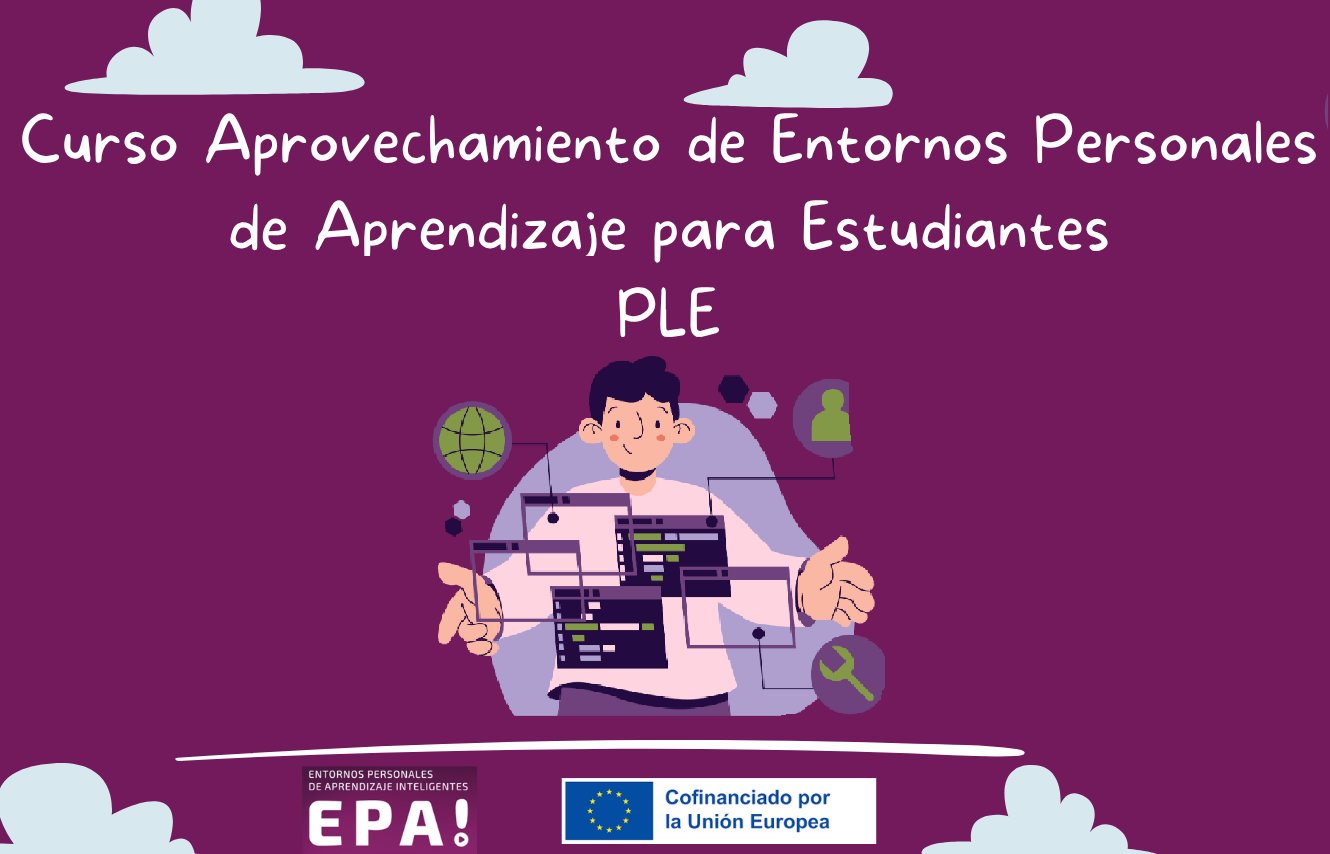 Curso Aprovechamiento de Entornos Personales
de Aprendizaje para Estudiantes
PLE
ENTORNOS PERSONALES
DE APRENDIZAJE INTELIGENTES
EPA!
Cofinanciado por
la Unión Europea